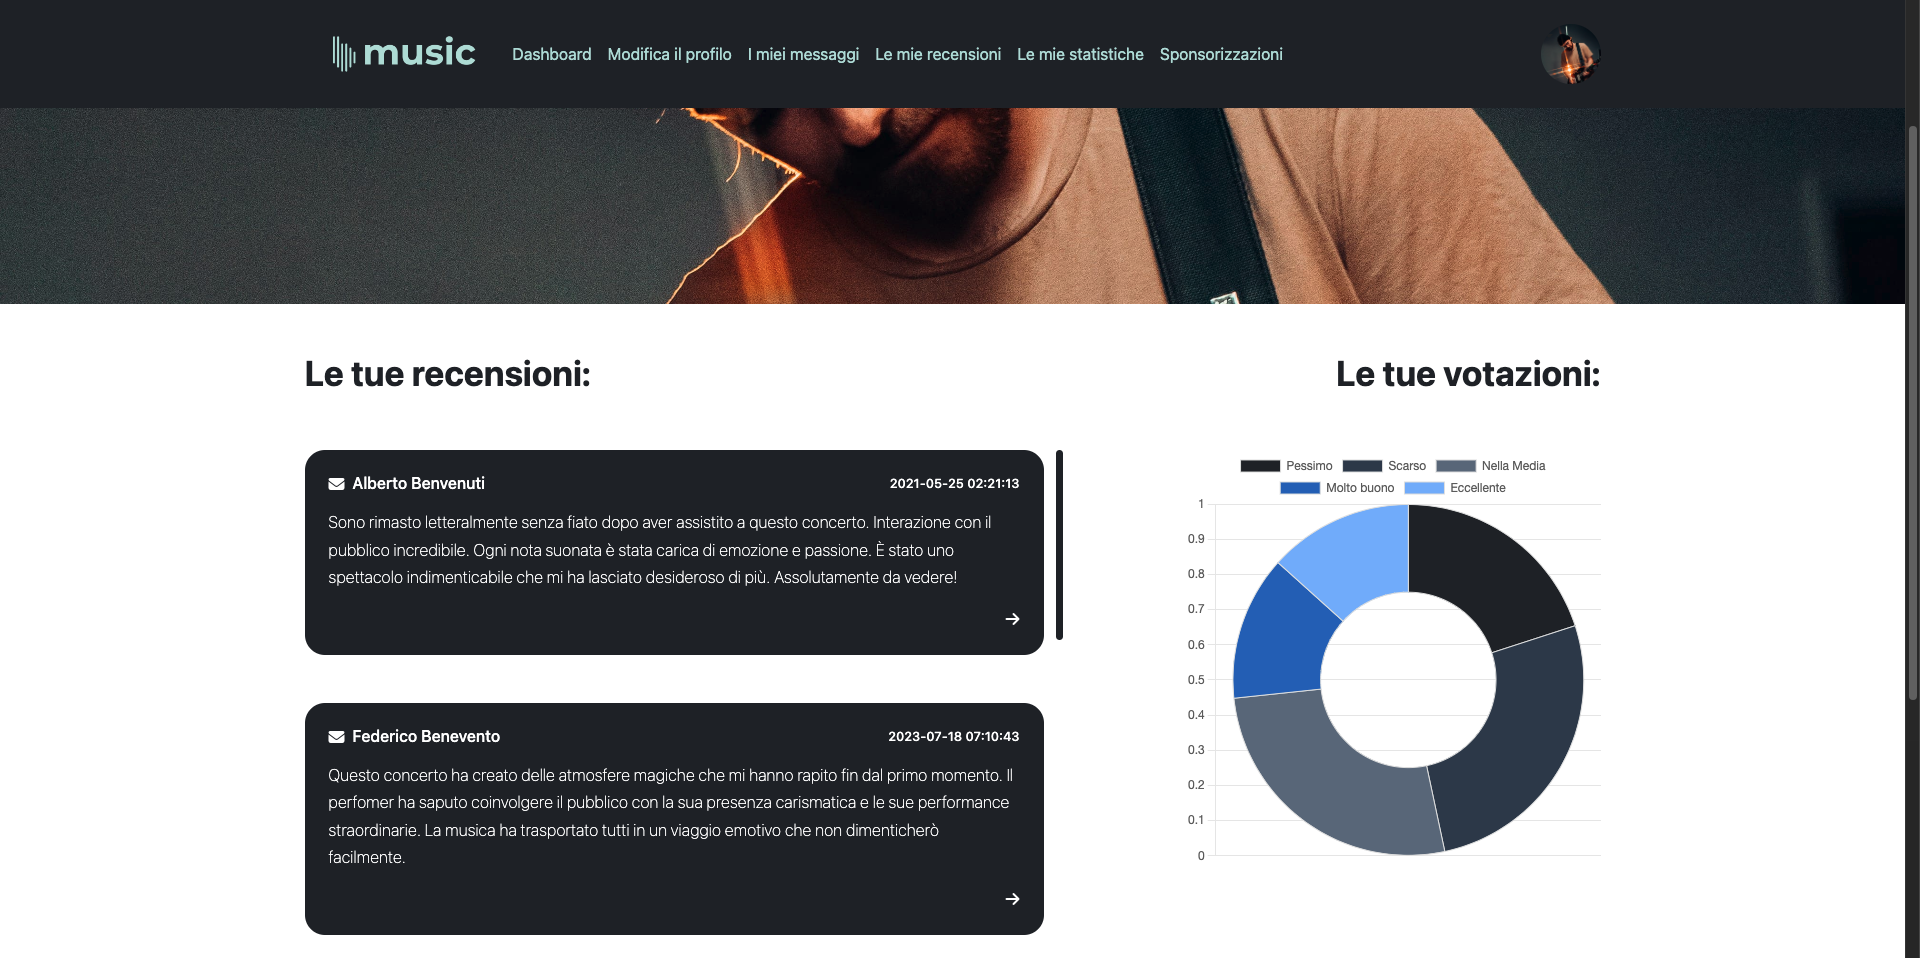 music
Dashboard Modifica il profilo I miei messaggi Le mie recensioni Le mie statistiche Sponsorizzazioni
Le tue recensioni:
Alberto Benvenuti 2021-05-25 02:21:13
Sono rimasto letteralmente senza fiato dopo aver assistito a questo concerto. Interazione con il
pubblico incredibile. Ogni nota suonata è stata carica di emozione e passione. È stato uno
spettacolo indimenticabile che mi ha lasciato desideroso di più. Assolutamente da vedere!
Federico Benevento 2023-07-18 07:10:43
Questo concerto ha creato delle atmosfere magiche che mi hanno rapito fin dal primo momento. Il
perfomer ha saputo coinvolgere il pubblico con la sua presenza carismatica e le sue performance
straordinarie. La musica ha trasportato tutti in un viaggio emotivo che non dimenticherò
facilmente.
Le tue votazioni:
Pessimo Scarso Nella Media
Molto buono Eccellente
1
0.9
0.8
0.7
0.6
0.5
0.4
0.3
0.2
0.1
0